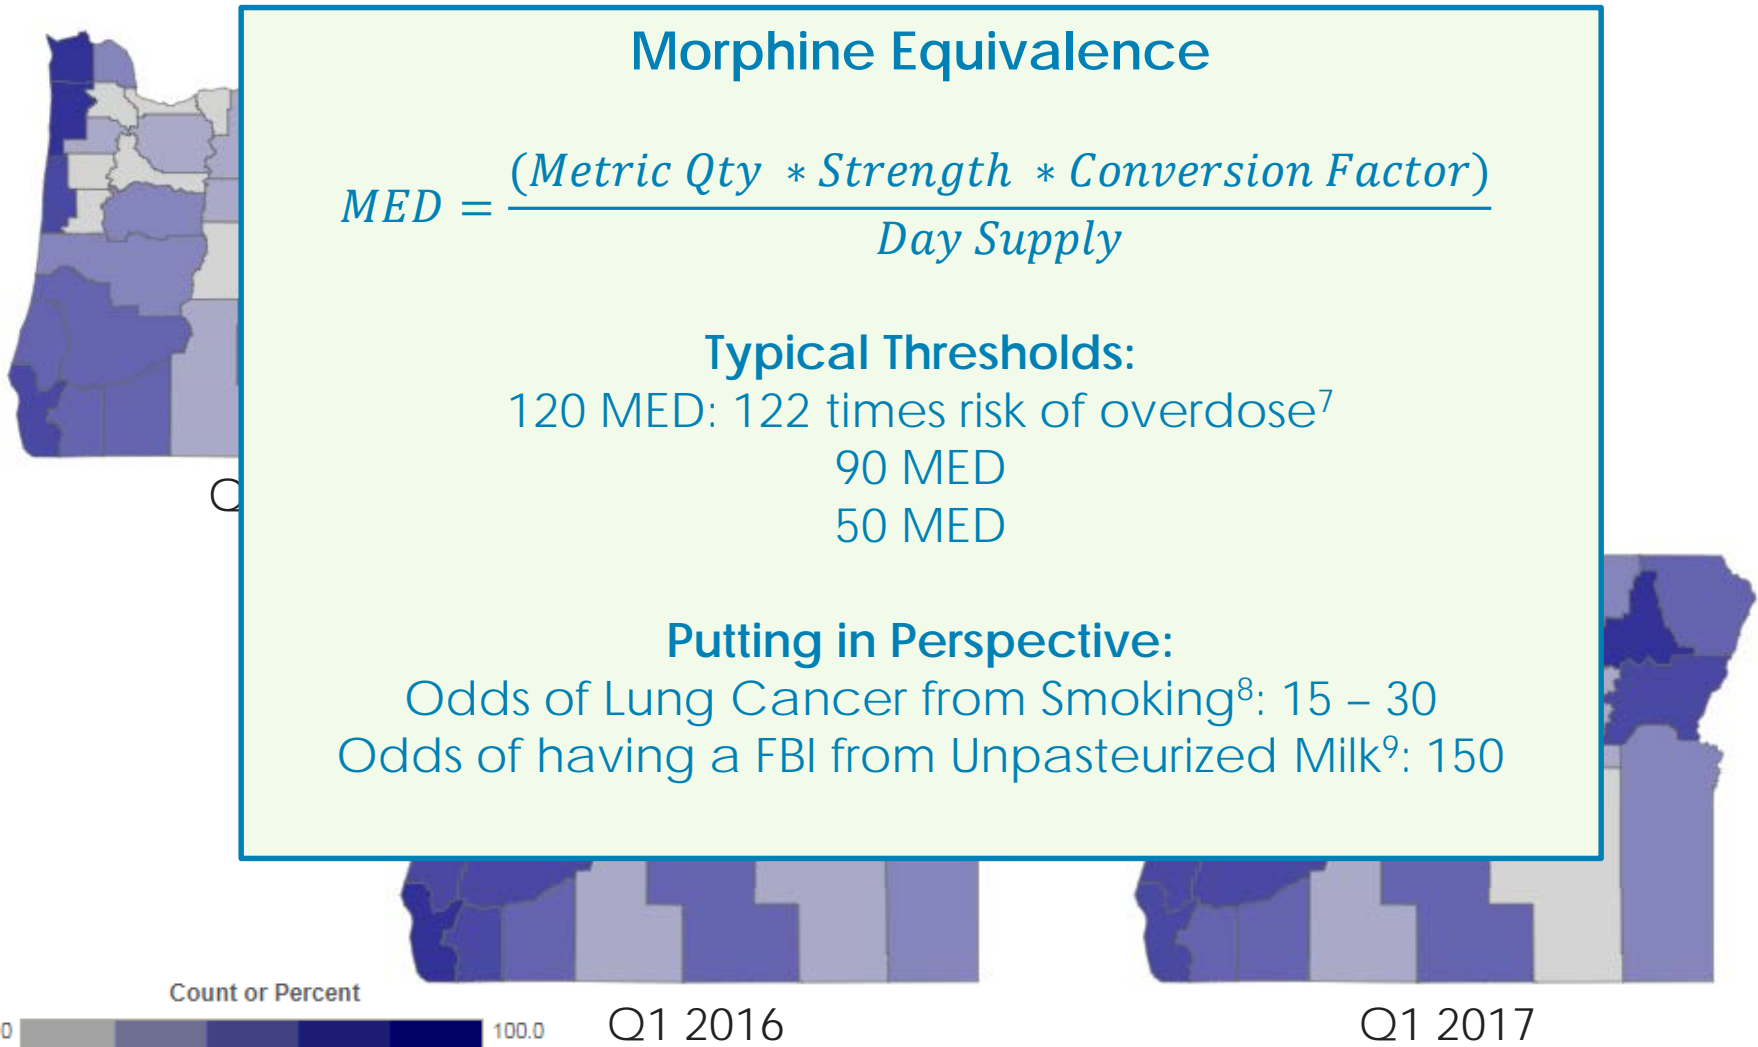 Morphine Equivalence
MED = (Metric Qty * Strength * Conversion Factor) / Day Supply
Typical Thresholds:
120 MED: 122 times risk of overdose⁷
90 MED
50 MED
Putting in Perspective:
Odds of Lung Cancer from Smoking⁸: 15 – 30
Odds of having a FBI from Unpasteurized Milk⁹: 150
Count or Percent
0 100.0
Q1 2016
Q1 2017